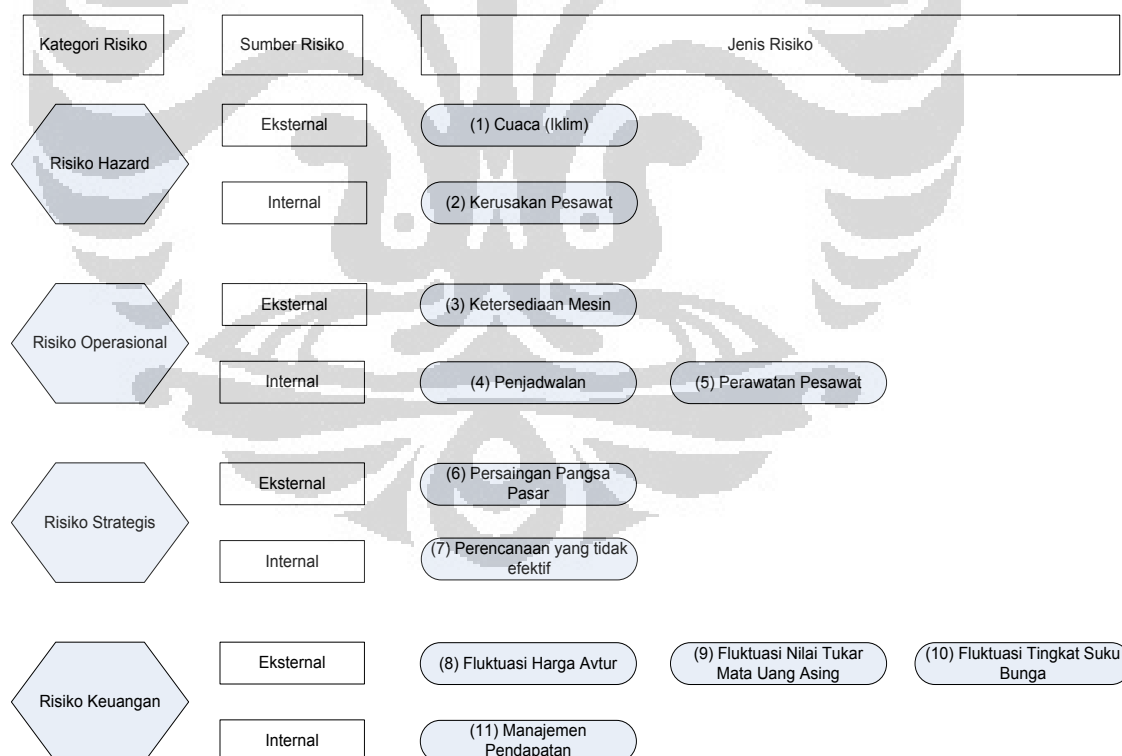 Kategori Risiko
Sumber Risiko
Jenis Risiko
Risiko Hazard
Eksternal
(1) Cuaca (Iklim)
Internal
(2) Kerusakan Pesawat
Risiko Operasional
Eksternal
(3) Ketersediaan Mesin
Internal
(4) Penjadwalan
(5) Perawatan Pesawat
Risiko Strategis
Eksternal
(6) Persaingan Pangsa
Pasar
Internal
(7) Perencanaan yang tidak
efektif
Risiko Keuangan
Eksternal
(8) Fluktuasi Harga Avtur
(9) Fluktuasi Nilai Tukar
Mata Uang Asing
(10) Fluktuasi Tingkat Suku
Bunga
Internal
(11) Manajemen
Pendapatan